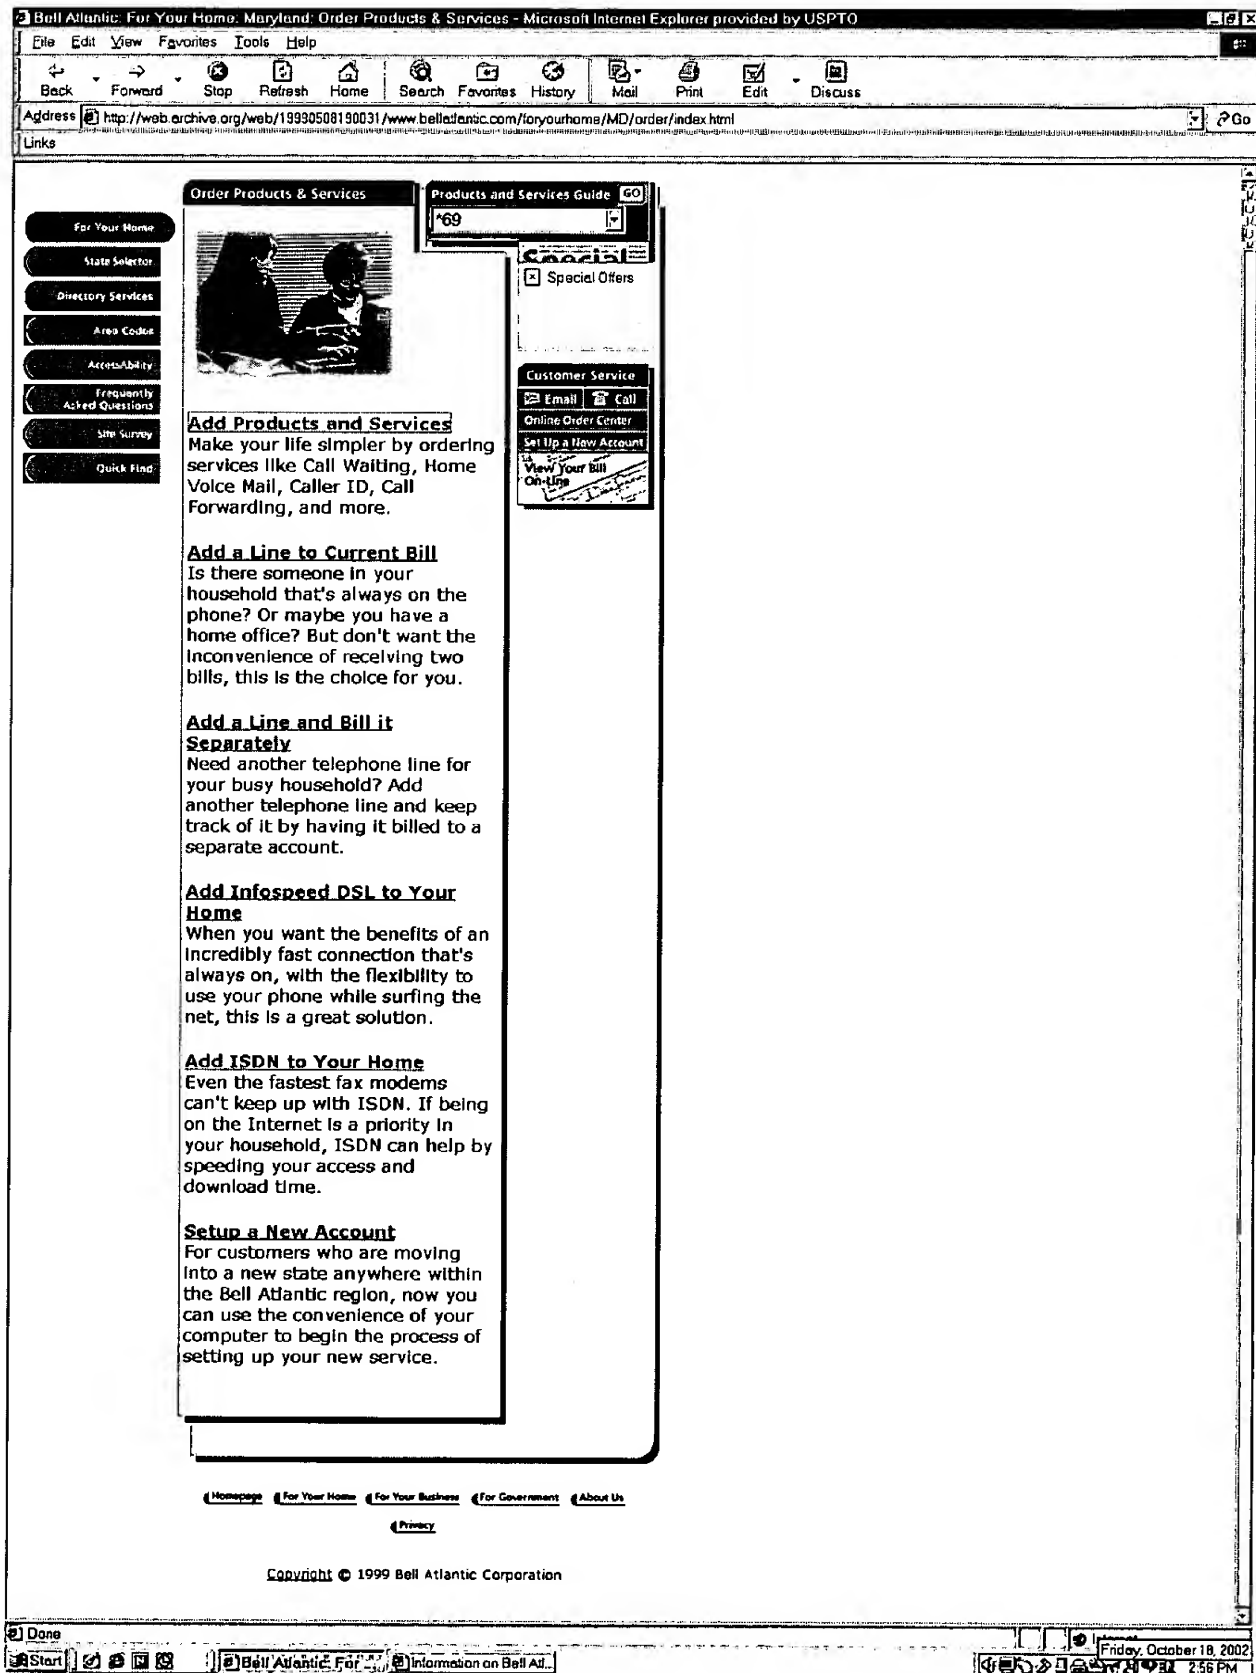 Bell Atlantic: For Your Home: Maryland: Order Products & Services - Microsoft Internet Explorer provided by USPTO
File Edit View Favorites Tools Help
Back Forward Stop Refresh Home Search Favorites History Mail Print Edit Discuss
Address http://web.archive.org/web/19990508190031/www.bellatlantic.com/foryourhome/MD/order/index.html Go
Links
For Your Home
State Selector
Directory Services
Area Codes
AccessAbility
Frequently
Asked Questions
Site Survey
Quick Find
Order Products & Services
Add Products and Services
Make your life simpler by ordering
services like Call Waiting, Home
Voice Mail, Caller ID, Call
Forwarding, and more.
Add a Line to Current Bill
Is there someone in your
household that's always on the
phone? Or maybe you have a
home office? But don't want the
inconvenience of receiving two
bills, this is the choice for you.
Add a Line and Bill it
Separately
Need another telephone line for
your busy household? Add
another telephone line and keep
track of it by having it billed to a
separate account.
Add Infospeed DSL to Your
Home
When you want the benefits of an
incredibly fast connection that's
always on, with the flexibility to
use your phone while surfing the
net, this is a great solution.
Add ISDN to Your Home
Even the fastest fax modems
can't keep up with ISDN. If being
on the Internet is a priority in
your household, ISDN can help by
speeding your access and
download time.
Setup a New Account
For customers who are moving
into a new state anywhere within
the Bell Atlantic region, now you
can use the convenience of your
computer to begin the process of
setting up your new service.
Products and Services Guide GO
*69
Special
Special Offers
Customer Service
Email Call
Online Order Center
Set Up a New Account
View Your Bill
On-Line
Homepage For Your Home For Your Business For Government About Us
Privacy
Copyright © 1999 Bell Atlantic Corporation
Done
Friday, October 18, 2002
Start Bell Atlantic: For ... Information on Bell Atl... 2:56 PM